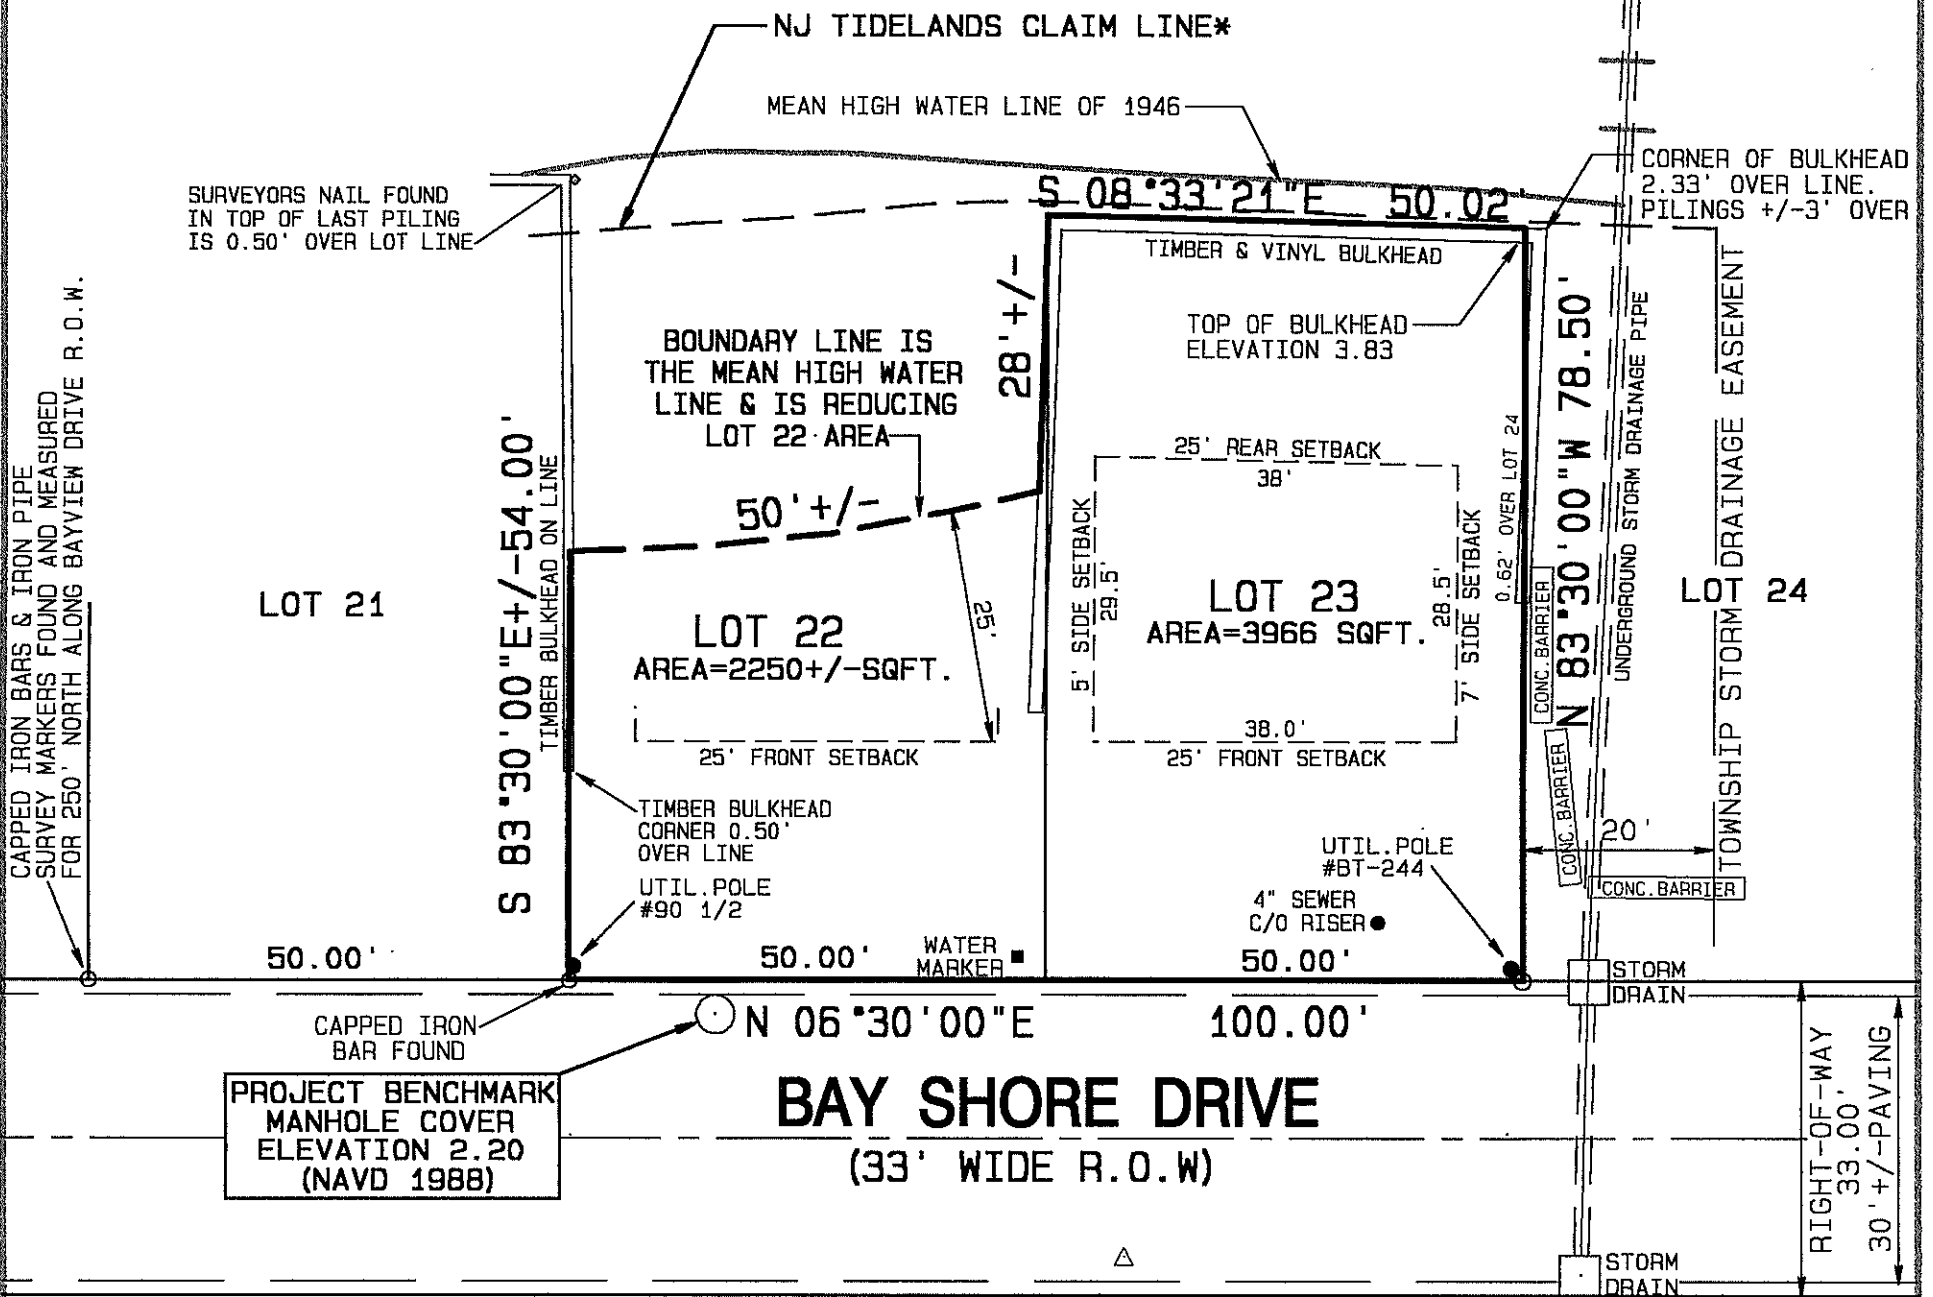 NJ TIDELANDS CLAIM LINE*
MEAN HIGH WATER LINE OF 1946
CORNER OF BULKHEAD
2.33' OVER LINE.
PILINGS +/-3' OVER
SURVEYORS NAIL FOUND
IN TOP OF LAST PILING
IS 0.50' OVER LOT LINE
S 08°33'21"E 50.02'
TIMBER & VINYL BULKHEAD
28'+/-
TOP OF BULKHEAD
ELEVATION 3.83
BOUNDARY LINE IS
THE MEAN HIGH WATER
LINE & IS REDUCING
LOT 22 AREA
50'+/-
25' REAR SETBACK
38'
5' SIDE SETBACK
29.5'
28.5'
7' SIDE SETBACK
0.62' OVER LOT 24
CONC.BARRIER
N 83°30'00"W 78.50'
UNDERGROUND STORM DRAINAGE PIPE
TOWNSHIP STORM DRAINAGE EASEMENT
CAPPED IRON BARS & IRON PIPE
SURVEY MARKERS FOUND AND MEASURED
FOR 250' NORTH ALONG BAYVIEW DRIVE R.O.W.
LOT 21
S 83°30'00"E+/-54.00'
TIMBER BULKHEAD ON LINE
LOT 22
AREA=2250+/-SQFT.
25'
LOT 23
AREA=3966 SQFT.
LOT 24
25' FRONT SETBACK
38.0'
25' FRONT SETBACK
TIMBER BULKHEAD
CORNER 0.50'
OVER LINE
UTIL.POLE
#90 1/2
UTIL.POLE
#BT-244
4" SEWER
C/O RISER
CONC.BARRIER
20'
CONC.BARRIER
50.00'
50.00'
WATER
MARKER
50.00'
STORM
DRAIN
CAPPED IRON
BAR FOUND
N 06°30'00"E 100.00'
PROJECT BENCHMARK
MANHOLE COVER
ELEVATION 2.20
(NAVD 1988)
BAY SHORE DRIVE
(33' WIDE R.O.W)
RIGHT-OF-WAY
33.00'
30'+/-PAVING
STORM
DRAIN